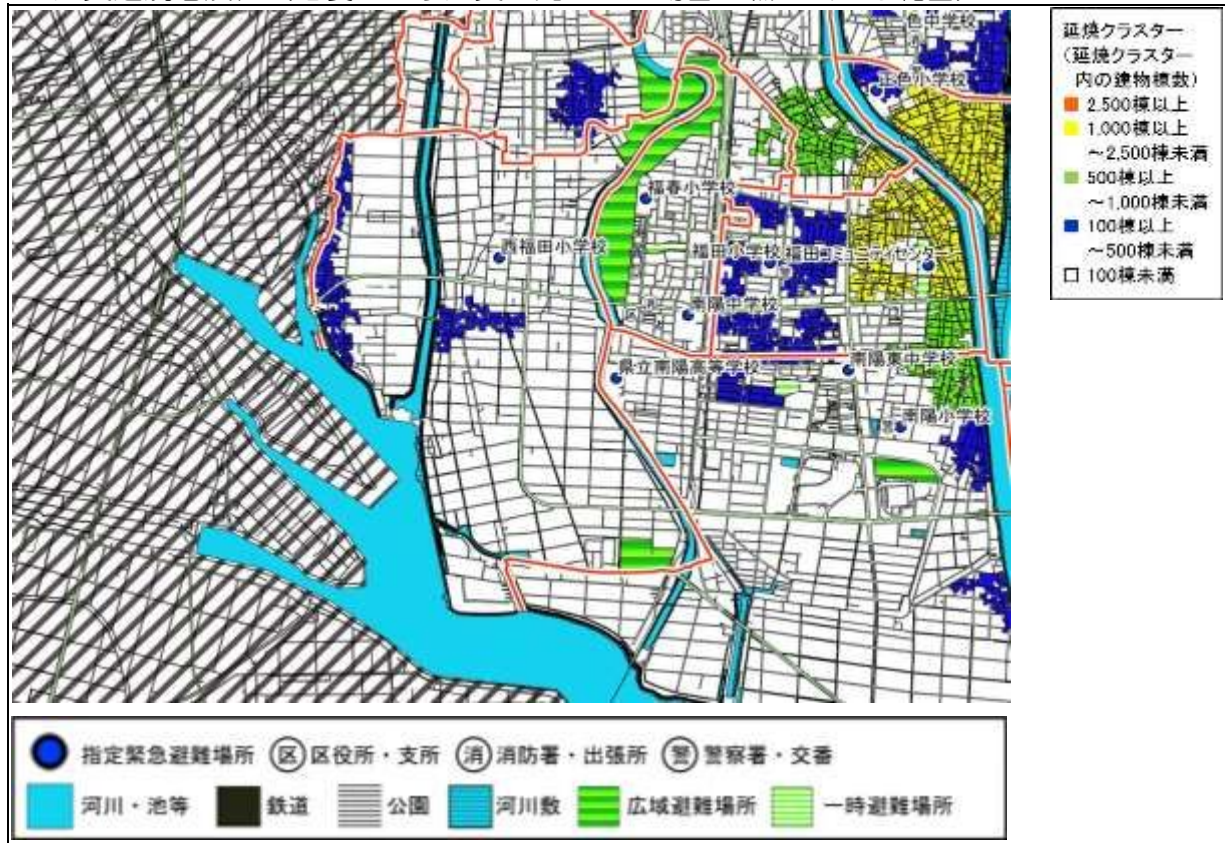 延焼クラスター
（延焼クラスター
内の建物棟数）
2,500棟以上
1,000棟以上
～2,500棟未満
500棟以上
～1,000棟未満
100棟以上
～500棟未満
100棟未満
色中学校
正色小学校
福春小学校
西福田小学校
福田小学校
福田コミュニティセンター
南陽中学校
県立南陽高等学校
南陽東中学校
南陽小学校
指定緊急避難場所
区 区役所・支所
消 消防署・出張所
警 警察署・交番
河川・池等
鉄道
公園
河川敷
広域避難場所
一時避難場所